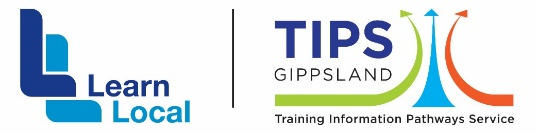 Learn
Local
TIPS
GIPPSLAND
Training Information Pathways Service